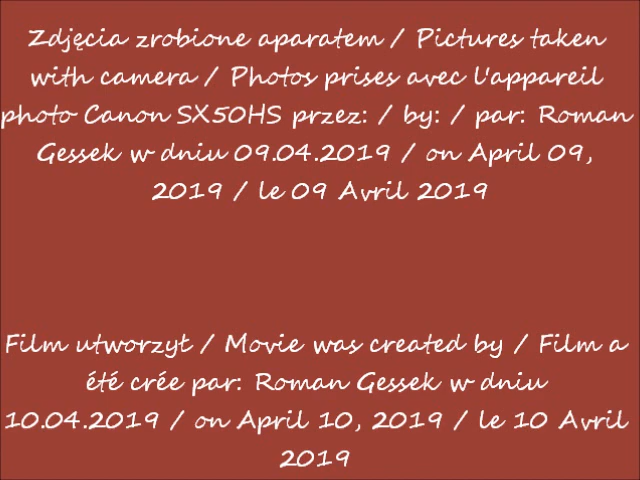 Zdjęcia zrobione aparatem / Pictures taken
with camera / Photos prises avec l'appareil
photo Canon SX50HS przez: / by: / par: Roman
Gessek w dniu 09.04.2019 / on April 09,
2019 / le 09 Avril 2019
Film utworzył / Movie was created by / Film a
été crée par: Roman Gessek w dniu
10.04.2019 / on April 10, 2019 / le 10 Avril
2019